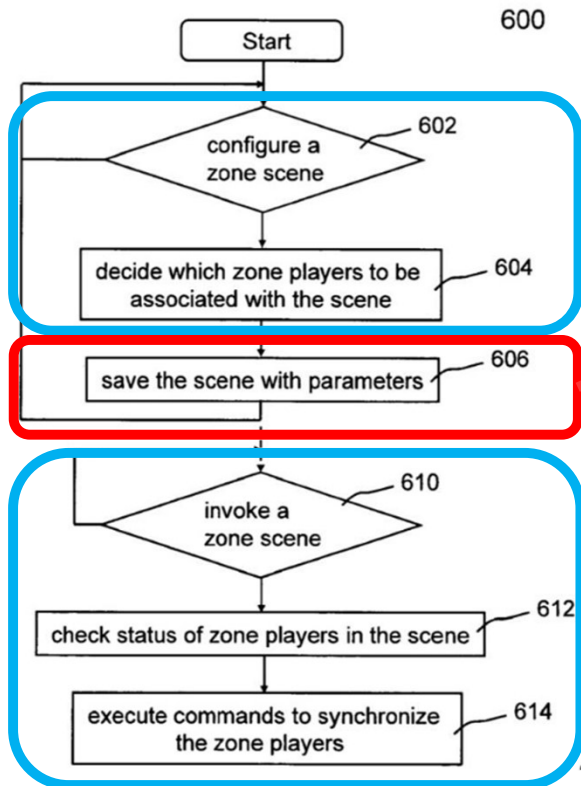 600
Start
configure a
zone scene
602
decide which zone players to be
associated with the scene
604
save the scene with parameters
606
invoke a
zone scene
610
check status of zone players in the scene
612
execute commands to synchronize
the zone players
614